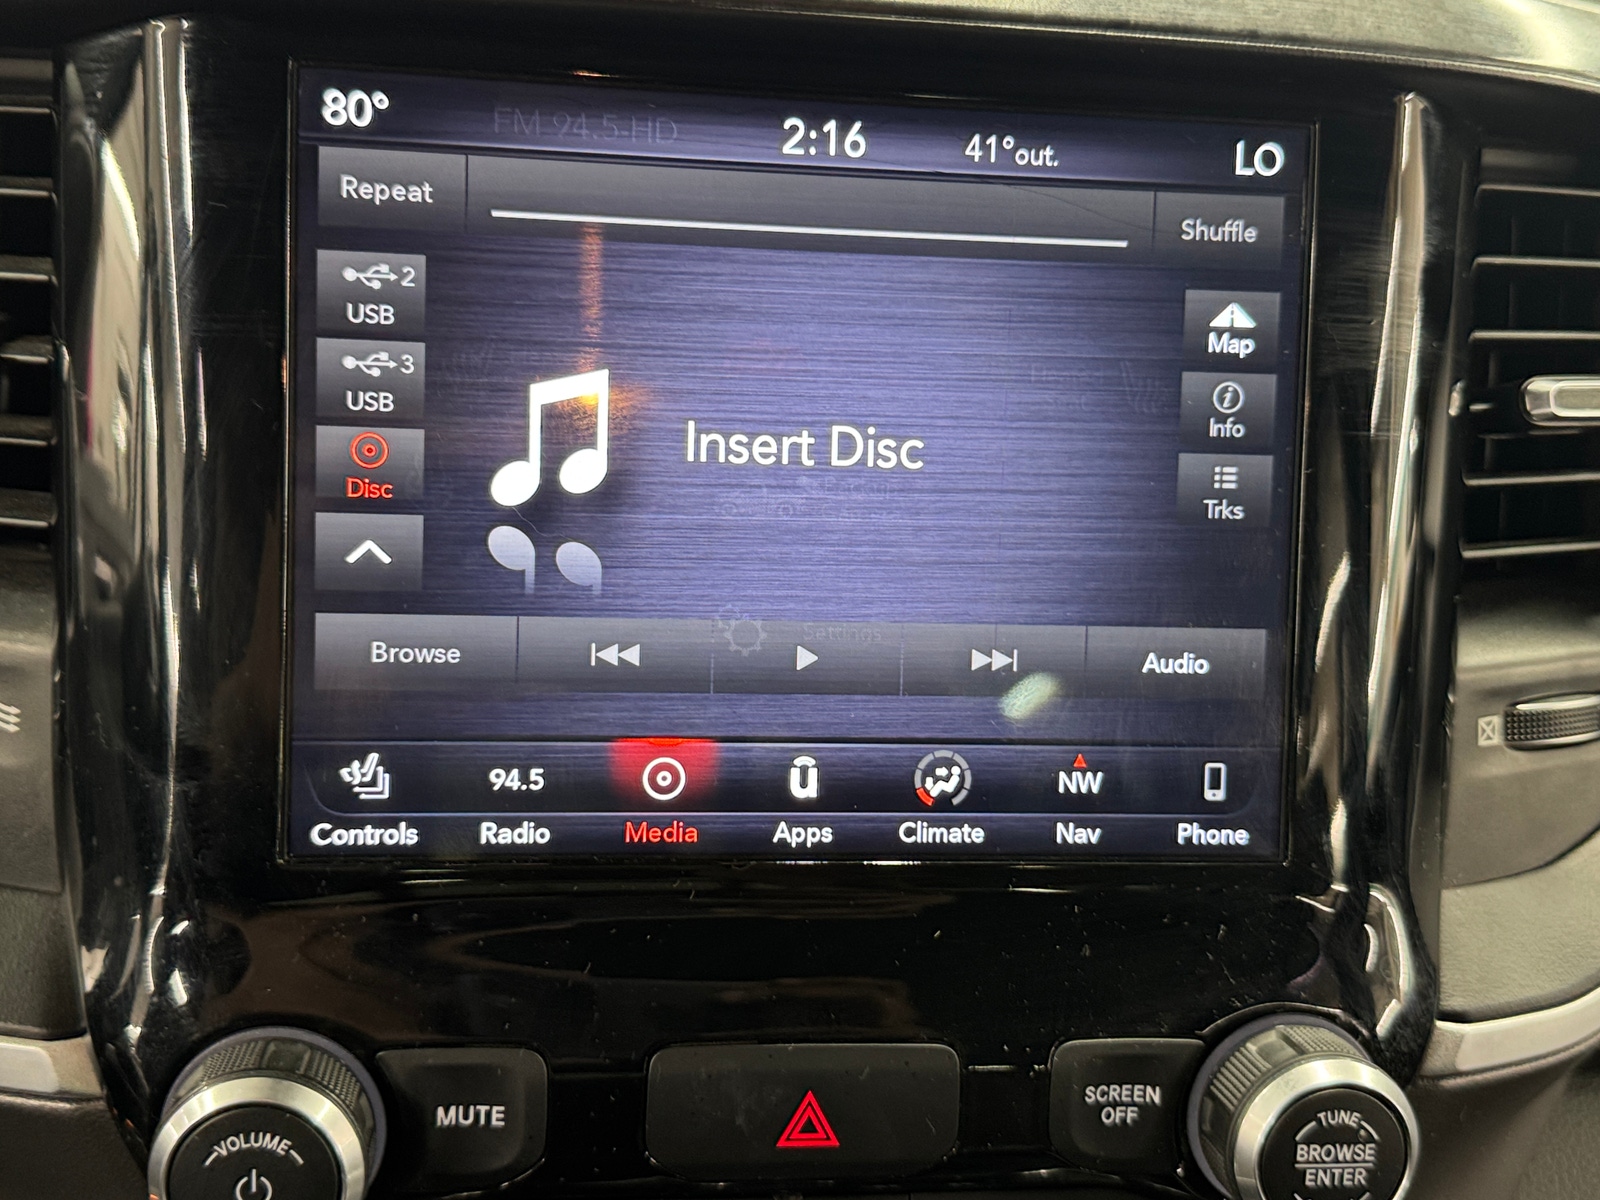 80° FM 94.5-HD 2:16 41° out. LO
Repeat Shuffle
2
USB
3
USB
Disc
Insert Disc
Map
Info
Trks
Settings
Browse Audio
94.5 u NW
Controls Radio Media Apps Climate Nav Phone
VOLUME
MUTE
SCREEN
OFF
TUNE
BROWSE
ENTER